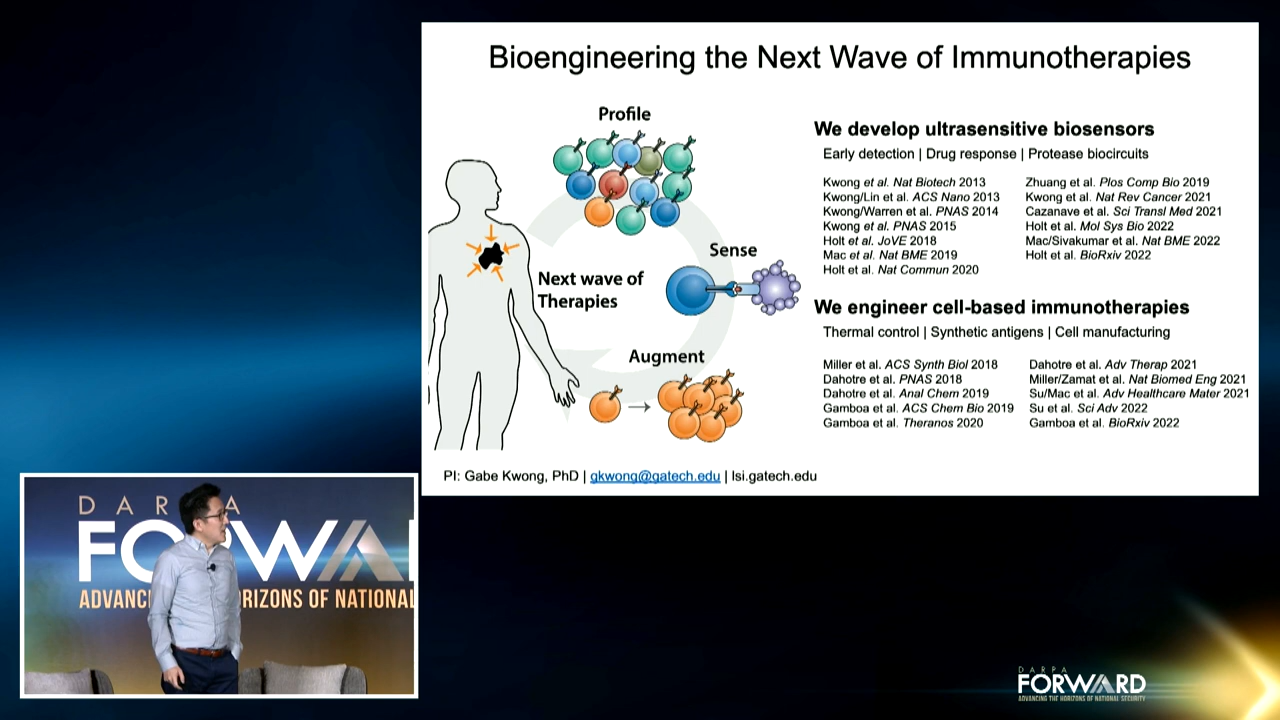 Bioengineering the Next Wave of Immunotherapies
Profile
Next wave of
Therapies
Sense
Augment
We develop ultrasensitive biosensors
Early detection | Drug response | Protease biocircuits
Kwong et al. Nat Biotech 2013
Kwong/Lin et al. ACS Nano 2013
Kwong/Warren et al. PNAS 2014
Kwong et al. PNAS 2015
Holt et al. JoVE 2018
Mac et al. Nat BME 2019
Holt et al. Nat Commun 2020
Zhuang et al. Plos Comp Bio 2019
Kwong et al. Nat Rev Cancer 2021
Cazanave et al. Sci Transl Med 2021
Holt et al. Mol Sys Bio 2022
Mac/Sivakumar et al. Nat BME 2022
Holt et al. BioRxiv 2022
We engineer cell-based immunotherapies
Thermal control | Synthetic antigens | Cell manufacturing
Miller et al. ACS Synth Biol 2018
Dahotre et al. PNAS 2018
Dahotre et al. Anal Chem 2019
Gamboa et al. ACS Chem Bio 2019
Gamboa et al. Theranos 2020
Dahotre et al. Adv Therap 2021
Miller/Zamat et al. Nat Biomed Eng 2021
Su/Mac et al. Adv Healthcare Mater 2021
Su et al. Sci Adv 2022
Gamboa et al. BioRxiv 2022
PI: Gabe Kwong, PhD | gkwong@gatech.edu | lsi.gatech.edu
DAR A
FO WA
ADVANC RIZONS OF NATIONAL
DARPA
FORWARD
ADVANCING THE HORIZONS OF NATIONAL SECURITY